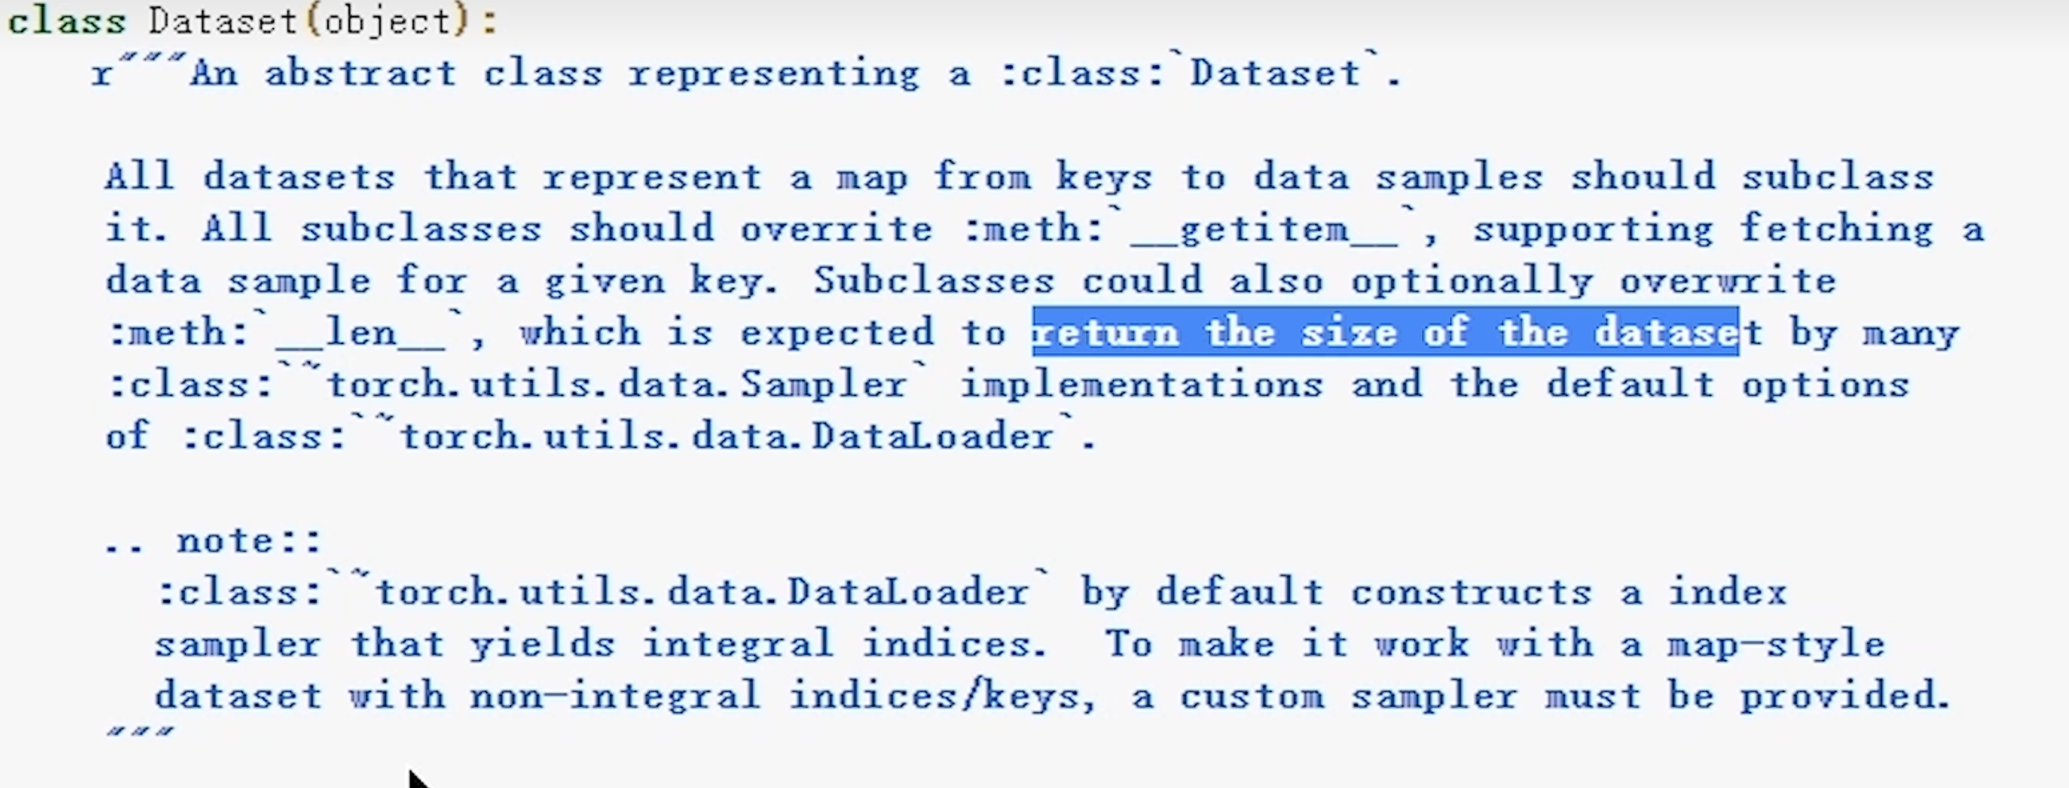 class Dataset(object):
r"""An abstract class representing a :class:`Dataset`.
All datasets that represent a map from keys to data samples should subclass
it. All subclasses should overrite :meth:`__getitem__`, supporting fetching a
data sample for a given key. Subclasses could also optionally overwrite
:meth:`__len__`, which is expected to return the size of the dataset by many
:class:`~torch.utils.data.Sampler` implementations and the default options
of :class:`~torch.utils.data.DataLoader`.
.. note::
:class:`~torch.utils.data.DataLoader` by default constructs a index
sampler that yields integral indices.  To make it work with a map-style
dataset with non-integral indices/keys, a custom sampler must be provided.
"""